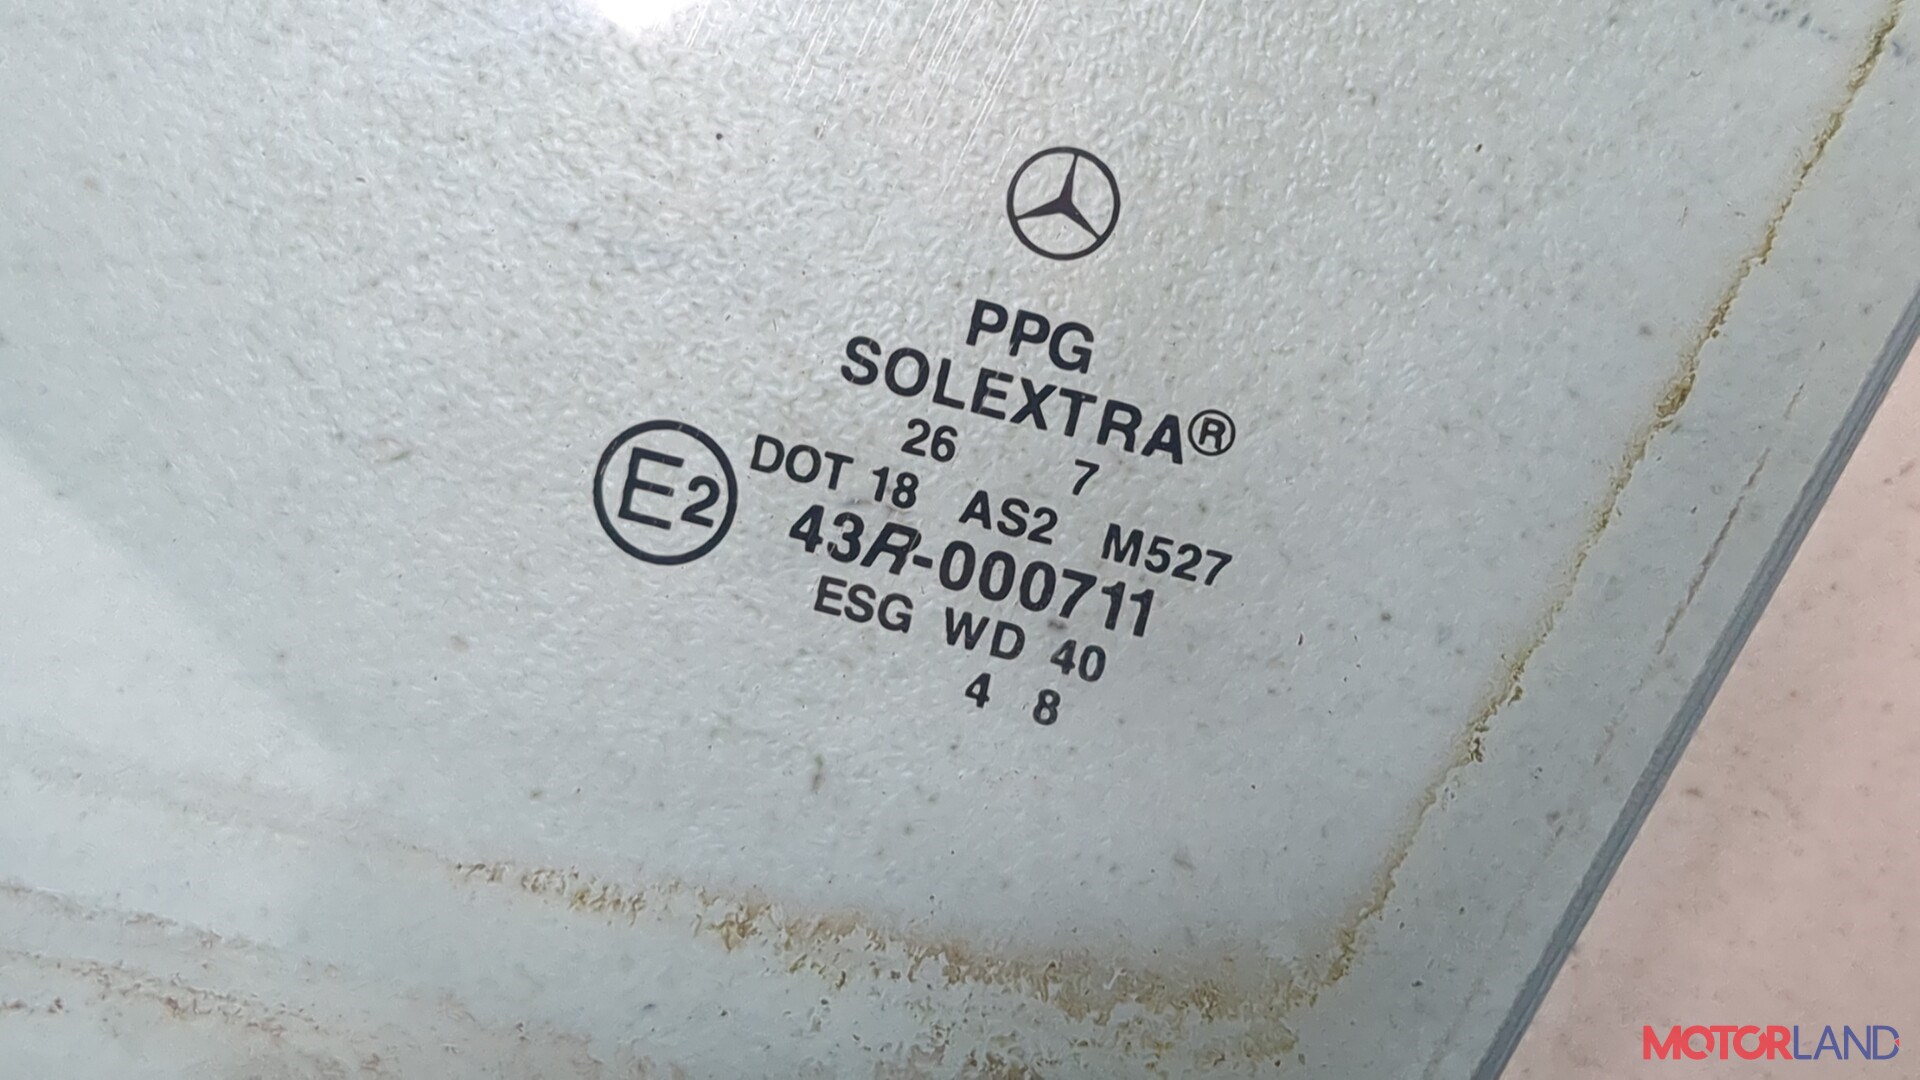 PPG
SOLEXTRA®
26 7
E2
DOT 18 AS2 M527
43R-000711
ESG WD 40
4 8
MOTORLAND